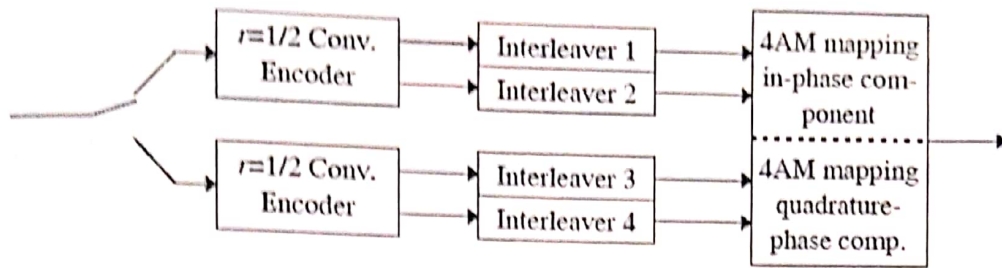 r=1/2 Conv.
Encoder
Interleaver 1
Interleaver 2
4AM mapping
in-phase com-
ponent
r=1/2 Conv.
Encoder
Interleaver 3
Interleaver 4
4AM mapping
quadrature-
phase comp.